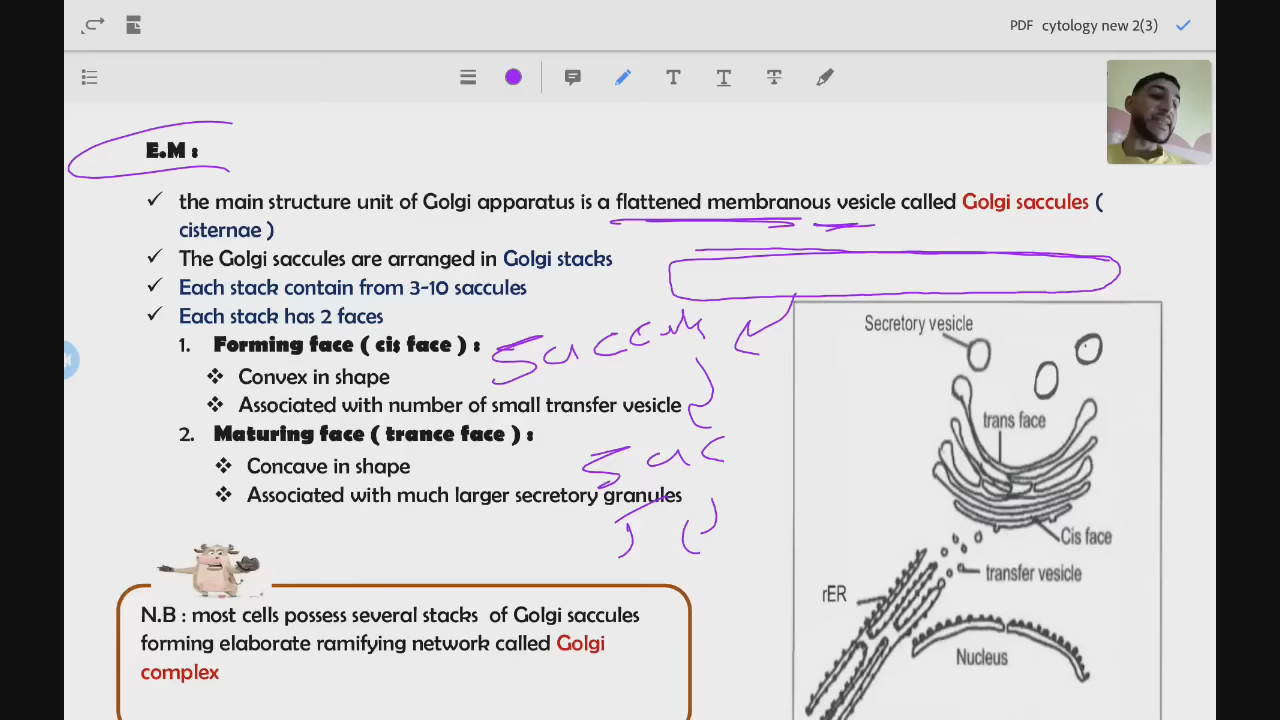 PDF cytology new 2(3)
E.M :
the main structure unit of Golgi apparatus is a flattened membranous vesicle called Golgi saccules (
cisternae )
The Golgi saccules are arranged in Golgi stacks
Each stack contain from 3-10 saccules
Each stack has 2 faces
1. Forming face ( cis face ) :
Convex in shape
Associated with number of small transfer vesicle
2. Maturing face ( trance face ) :
Concave in shape
Associated with much larger secretory granules
N.B : most cells possess several stacks of Golgi saccules
forming elaborate ramifying network called Golgi
complex
Secretory vesicle
trans face
Cis face
transfer vesicle
rER
Nucleus